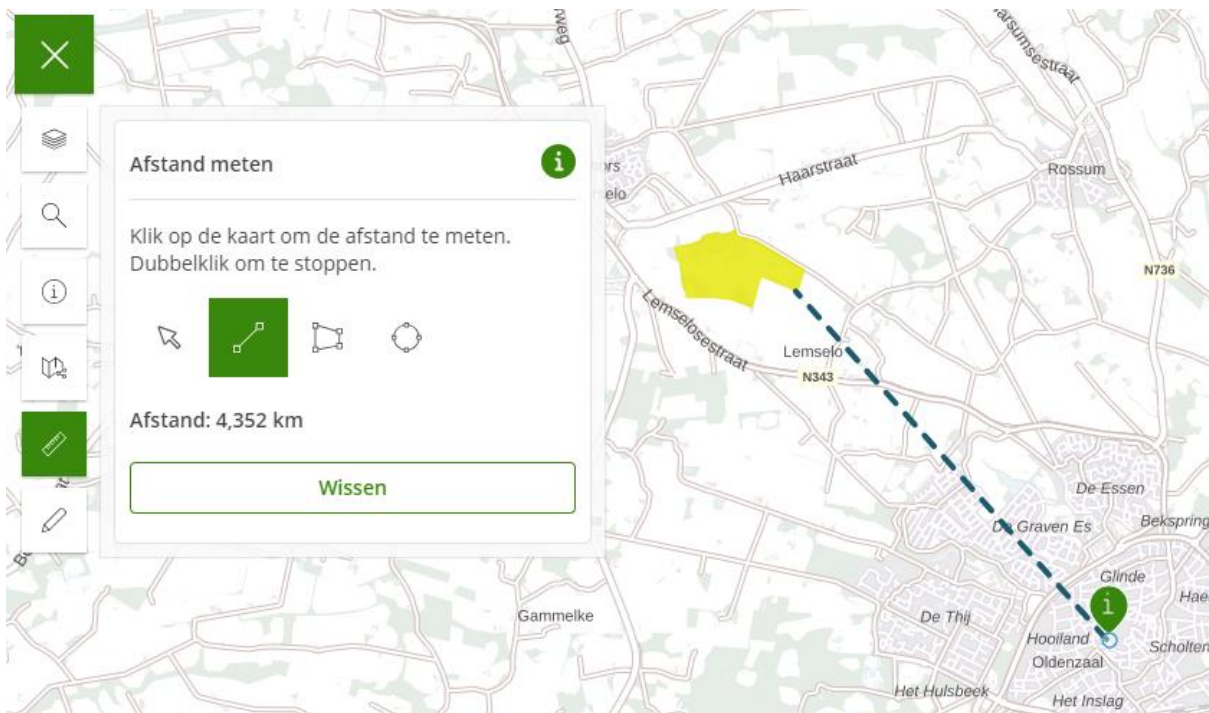 Afstand meten
Klik op de kaart om de afstand te meten.
Dubbelklik om te stoppen.
Afstand: 4,352 km
Wissen
Haarstraat
Rossum
N736
Lemselosestraat
Lemselo
N343
De Essen
De Graven Es
Bekspring
Glinde
Hae
Gammelke
De Thij
Hooiland
Oldenzaal
Scholten
Het Hulsbeek
Het Inslag